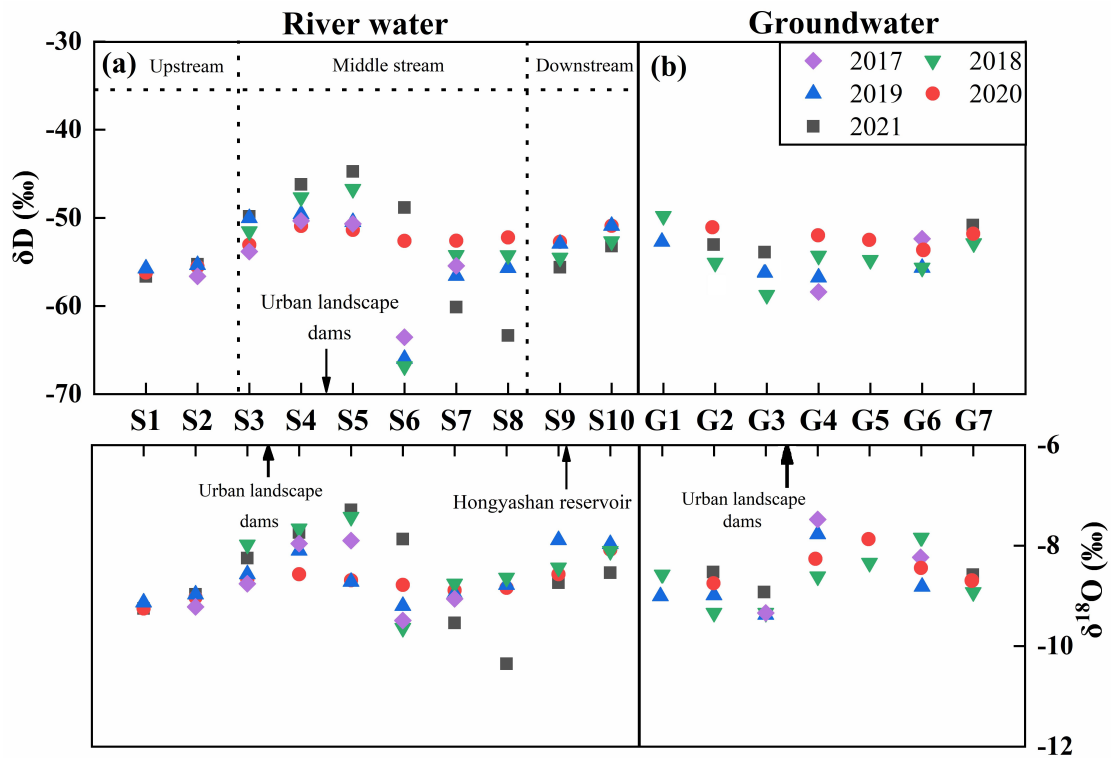 River water
Groundwater
-30
-40
-50
-60
-70
δD (‰)
(a)
Upstream
Middle stream
Downstream
(b)
2017
2018
2019
2020
2021
Urban landscape
dams
S1 S2 S3 S4 S5 S6 S7 S8 S9 S10 G1 G2 G3 G4 G5 G6 G7
Urban landscape
dams
Hongyashan reservoir
Urban landscape
dams
-6
-8
-10
-12
δ¹⁸O (‰)